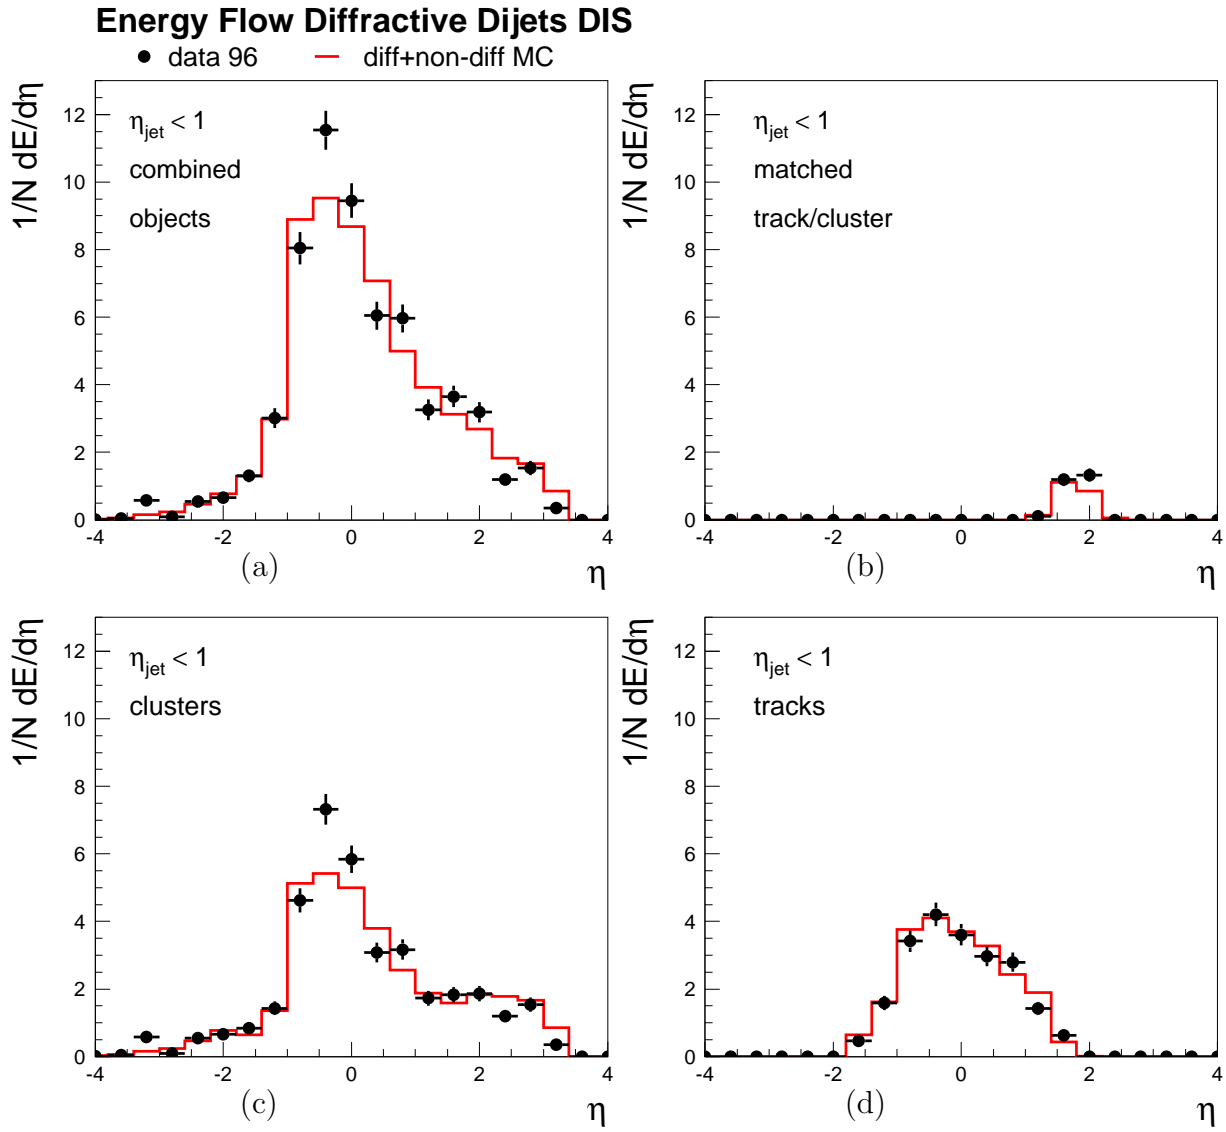 Energy Flow Diffractive Dijets DIS
data 96
diff+non-diff MC
1/N dE/dη
η_jet < 1
combined
objects
12
10
8
6
4
2
0
-4 -2 0 2 4
(a)
η
1/N dE/dη
η_jet < 1
matched
track/cluster
12
10
8
6
4
2
0
-4 -2 0 2 4
(b)
η
1/N dE/dη
η_jet < 1
clusters
12
10
8
6
4
2
0
-4 -2 0 2 4
(c)
η
1/N dE/dη
η_jet < 1
tracks
12
10
8
6
4
2
0
-4 -2 0 2 4
(d)
η